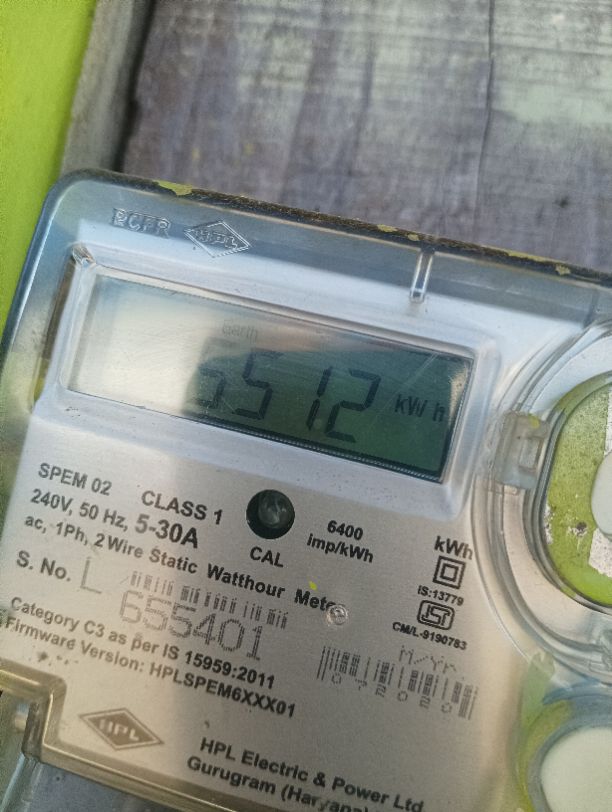 HPL
earth
5512 kWh
SPEM 02 CLASS 1
240V, 50 Hz, 5-30A
ac, 1Ph, 2 Wire Static Watthour Metre
CAL
6400
imp/kWh
kWh
IS:13779
CM/L-9190783
S. No. L
655401
M/YR.
Category C3 as per IS 15959:2011
Firmware Version: HPLSPEM6XXX01
HPL
HPL Electric & Power Ltd
Gurugram (Haryana)